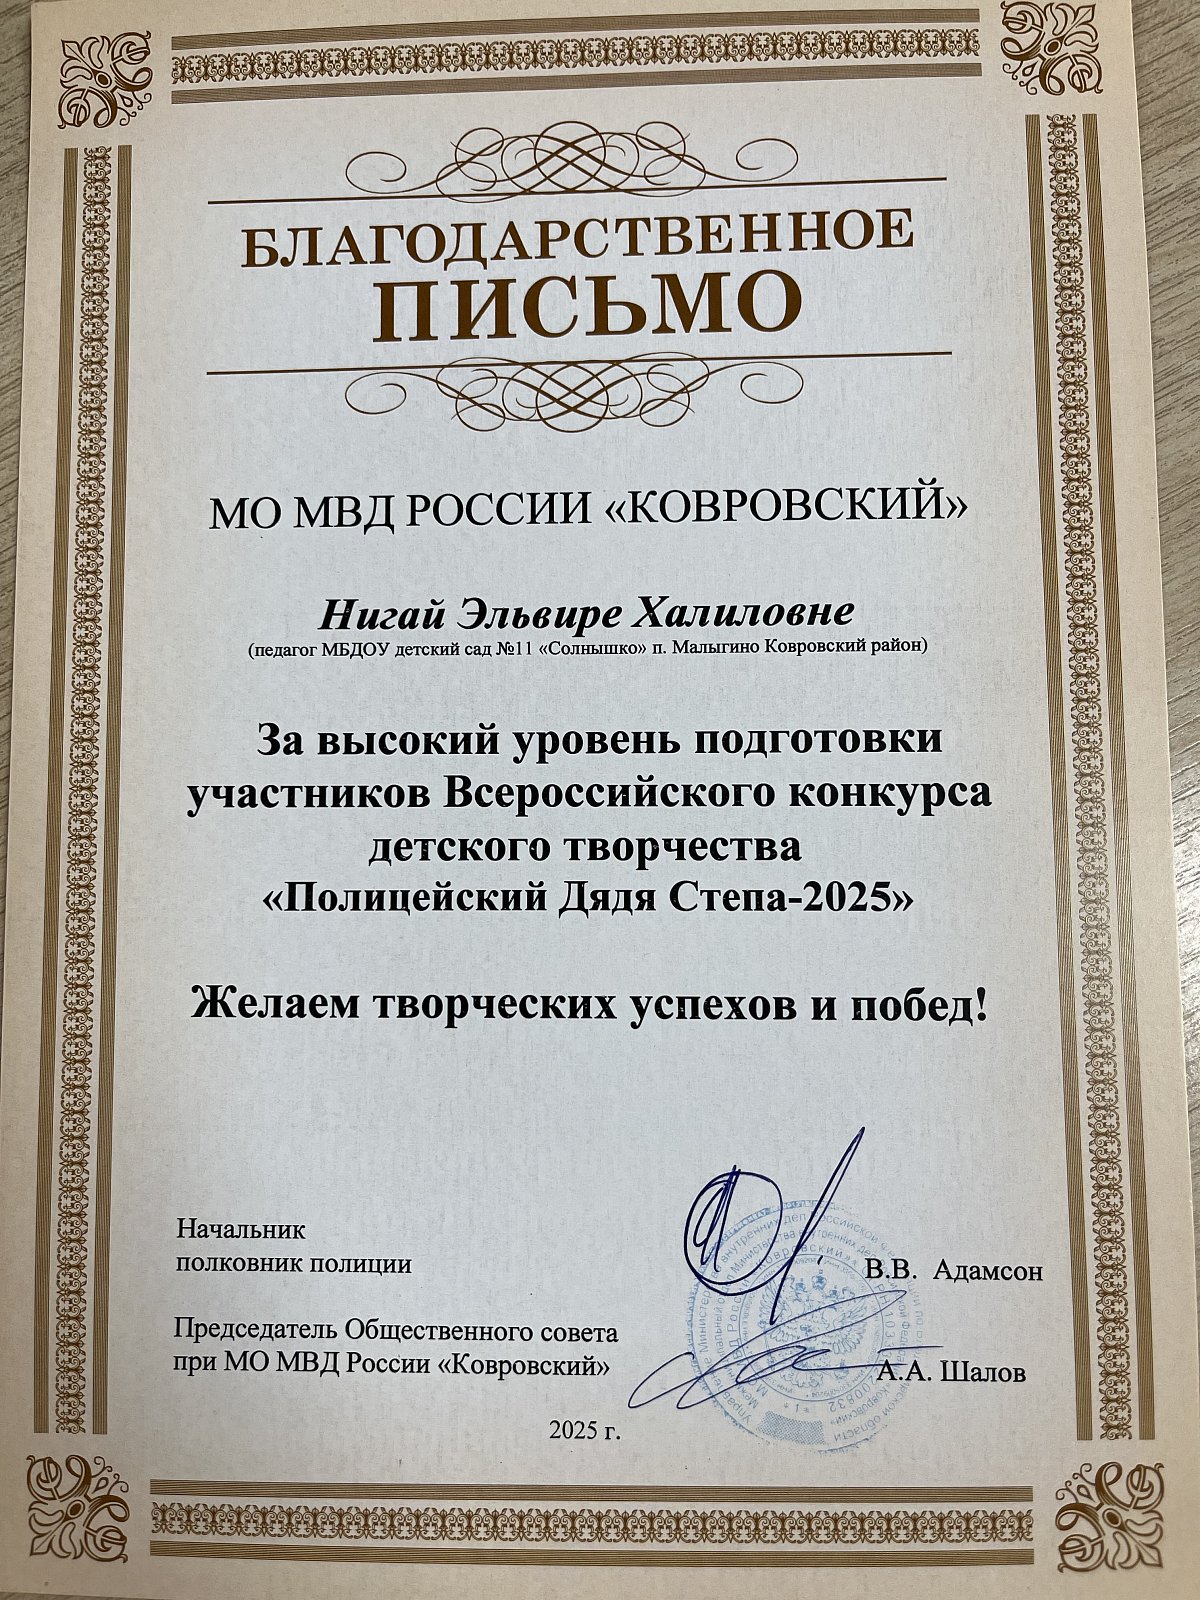 БЛАГОДАРСТВЕННОЕ
ПИСЬМО
МО МВД РОССИИ «КОВРОВСКИЙ»
Нигай Эльвире Халиловне
(педагог МБДОУ детский сад №11 «Солнышко» п. Малыгино Ковровский район)
За высокий уровень подготовки
участников Всероссийского конкурса
детского творчества
«Полицейский Дядя Степа-2025»
Желаем творческих успехов и побед!
Начальник
полковник полиции
В.В. Адамсон
Председатель Общественного совета
при МО МВД России «Ковровский»
А.А. Шалов
2025 г.